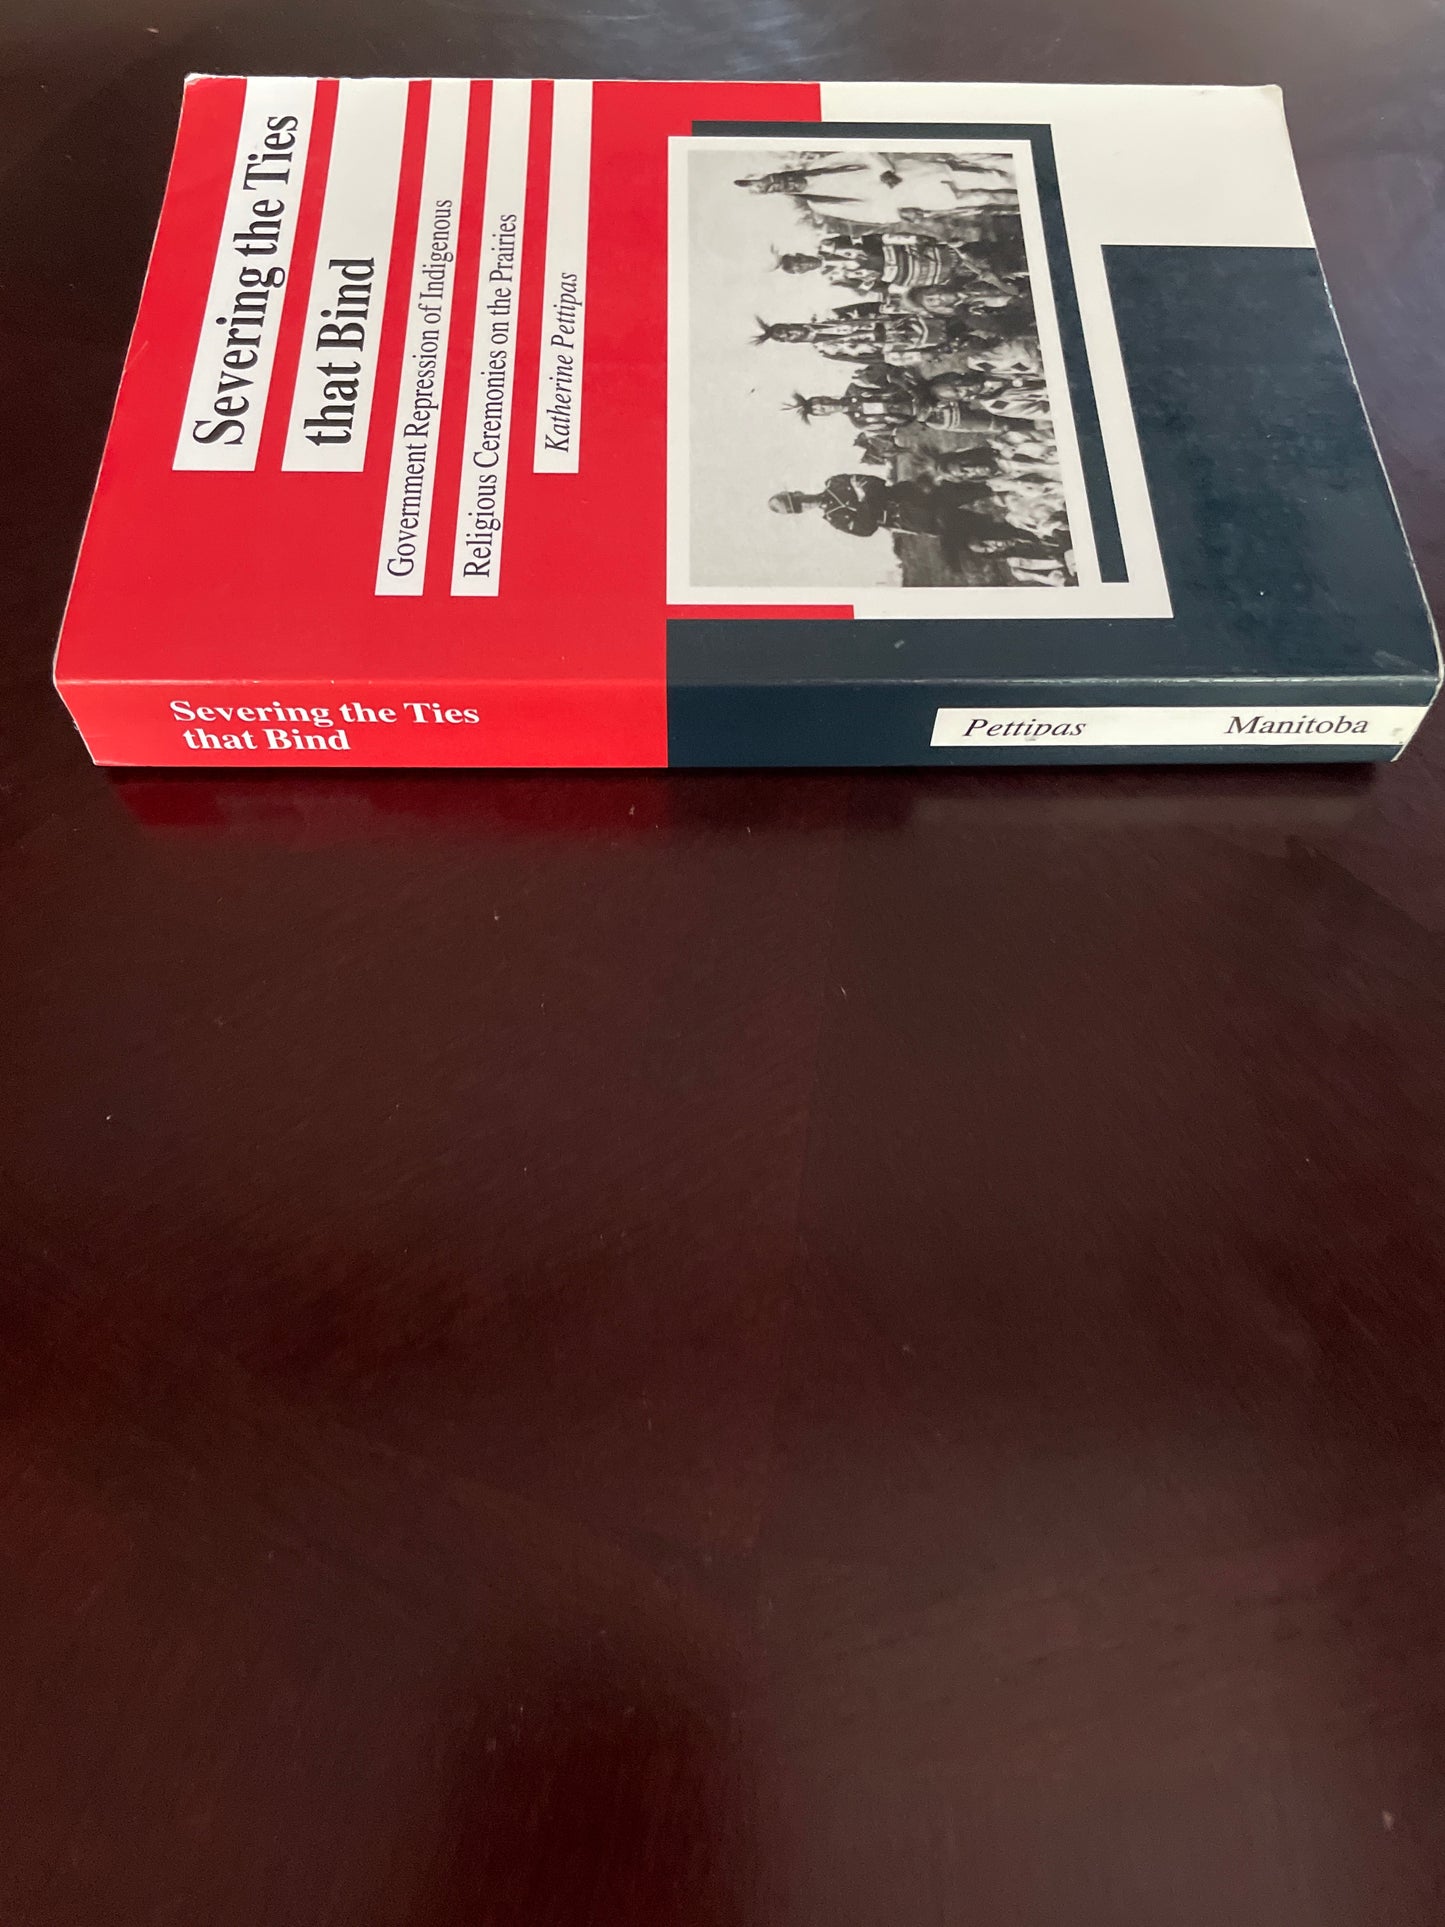 Severing the Ties
that Bind
Government Repression of Indigenous
Religious Ceremonies on the Prairies
Katherine Pettipas
Severing the Ties
that Bind
Pettipas
Manitoba